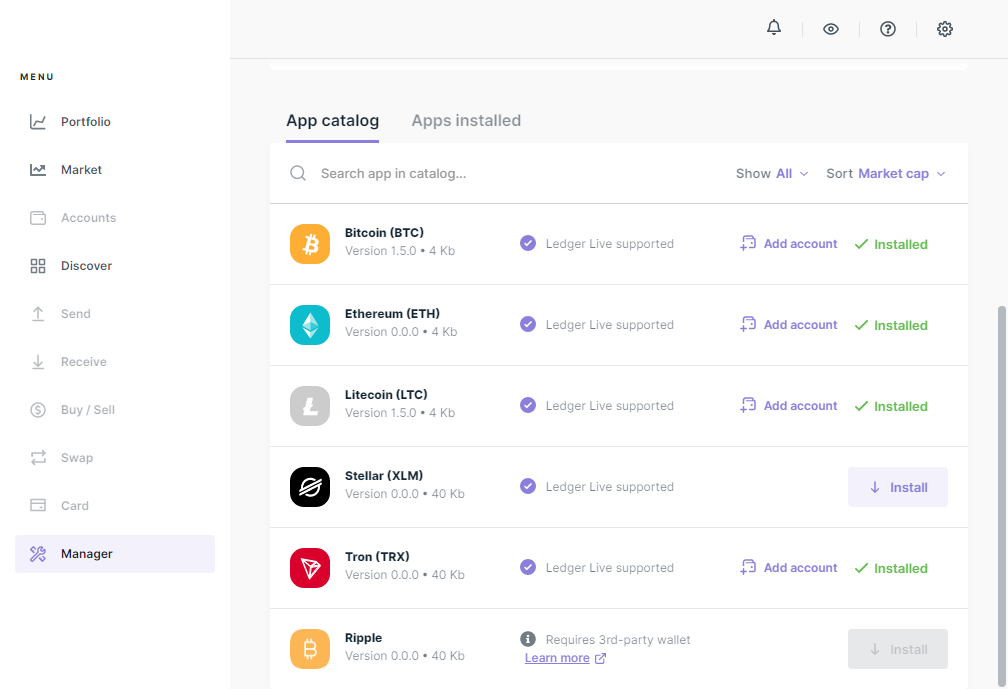 MENU
Portfolio
Market
Accounts
Discover
Send
Receive
Buy / Sell
Swap
Card
Manager
App catalog Apps installed
Search app in catalog... Show All Sort Market cap
Bitcoin (BTC)
Version 1.5.0 • 4 Kb
Ledger Live supported Add account Installed
Ethereum (ETH)
Version 0.0.0 • 4 Kb
Ledger Live supported Add account Installed
Litecoin (LTC)
Version 1.5.0 • 4 Kb
Ledger Live supported Add account Installed
Stellar (XLM)
Version 0.0.0 • 40 Kb
Ledger Live supported Install
Tron (TRX)
Version 0.0.0 • 40 Kb
Ledger Live supported Add account Installed
Ripple
Version 0.0.0 • 40 Kb
Requires 3rd-party wallet
Learn more
Install